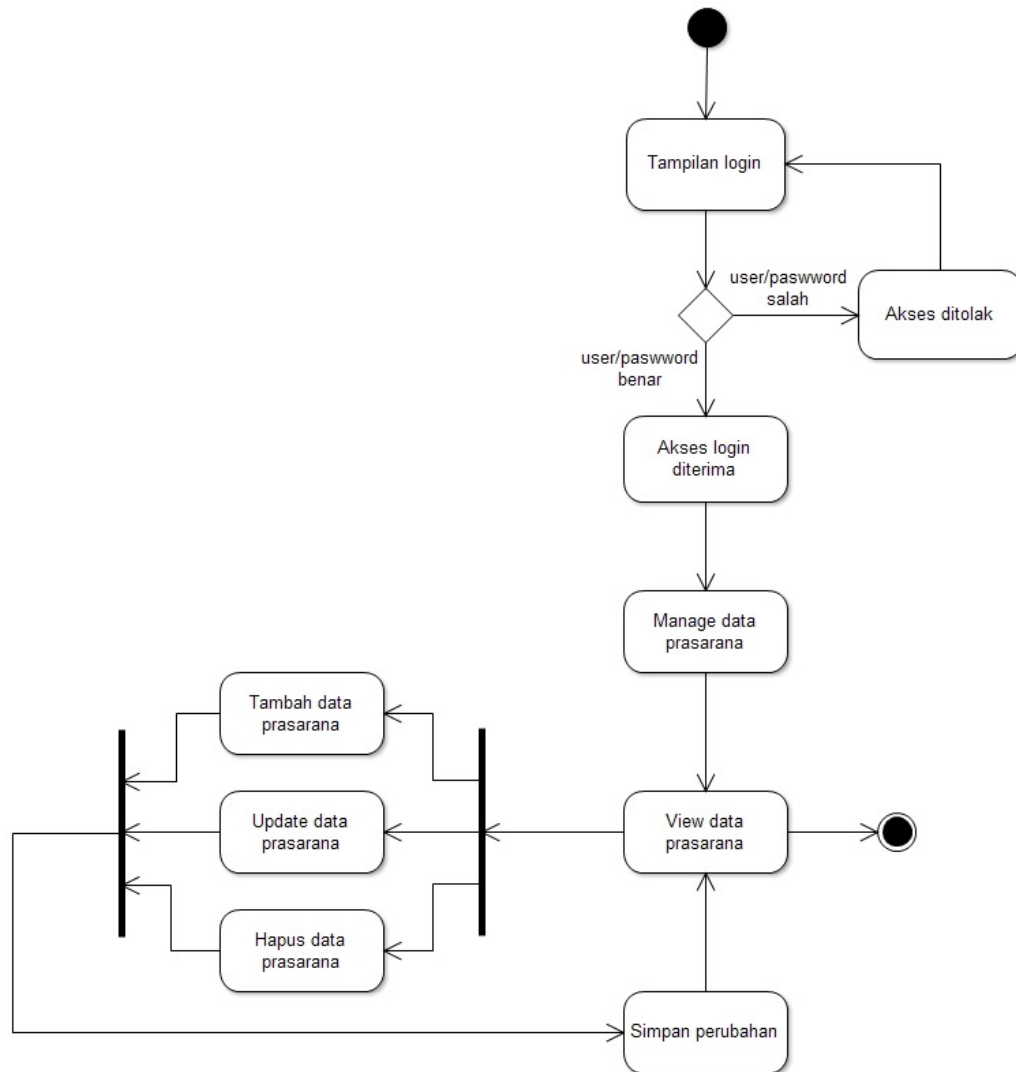 Tampilan login
user/paswword
salah
Akses ditolak
user/paswword
benar
Akses login
diterima
Manage data
prasarana
Tambah data
prasarana
Update data
prasarana
View data
prasarana
Hapus data
prasarana
Simpan perubahan